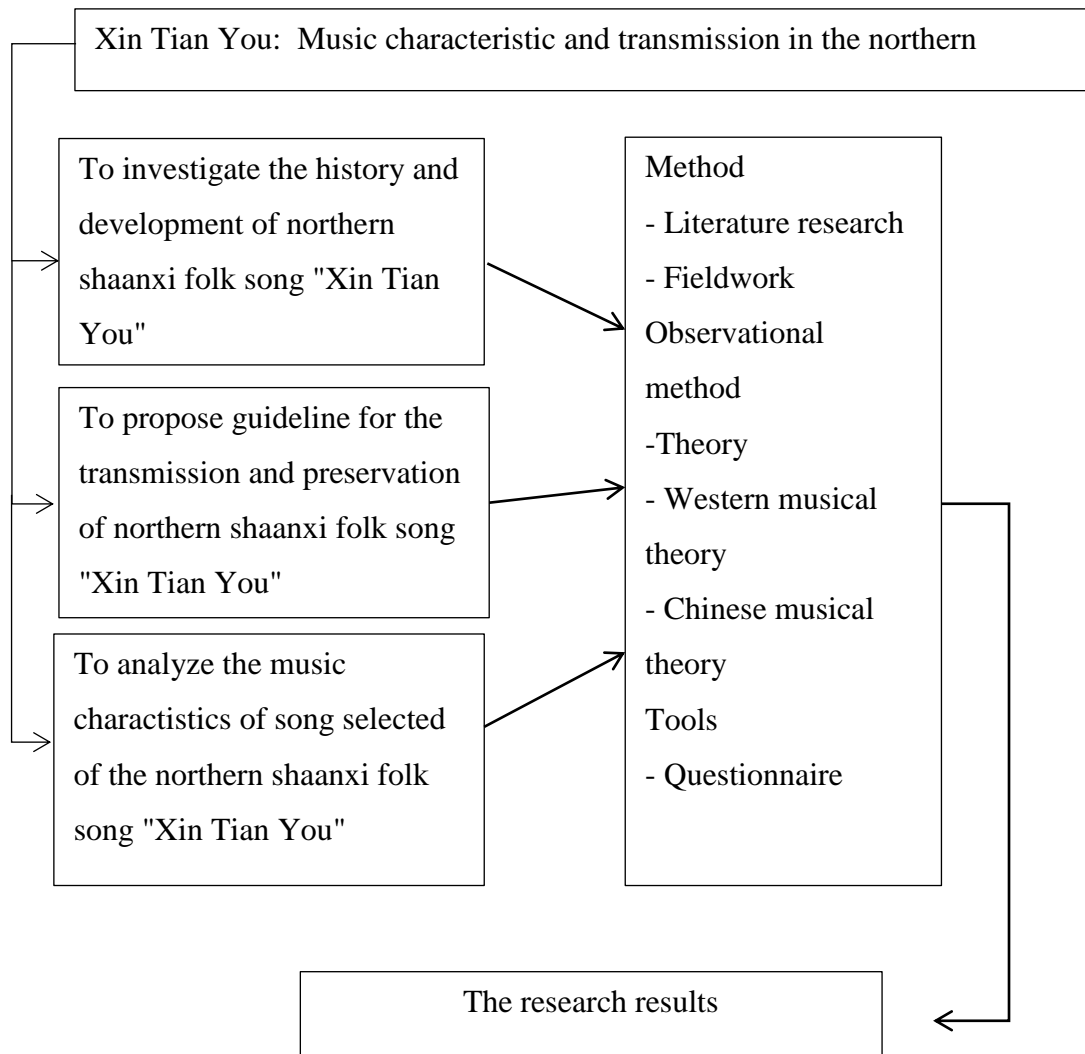 Xin Tian You:  Music characteristic and transmission in the northern
To investigate the history and
development of northern
shaanxi folk song "Xin Tian
You"
To propose guideline for the
transmission and preservation
of northern shaanxi folk song
"Xin Tian You"
To analyze the music
charactistics of song selected
of the northern shaanxi folk
song "Xin Tian You"
Method
- Literature research
- Fieldwork
Observational
method
-Theory
- Western musical
theory
- Chinese musical
theory
Tools
- Questionnaire
The research results